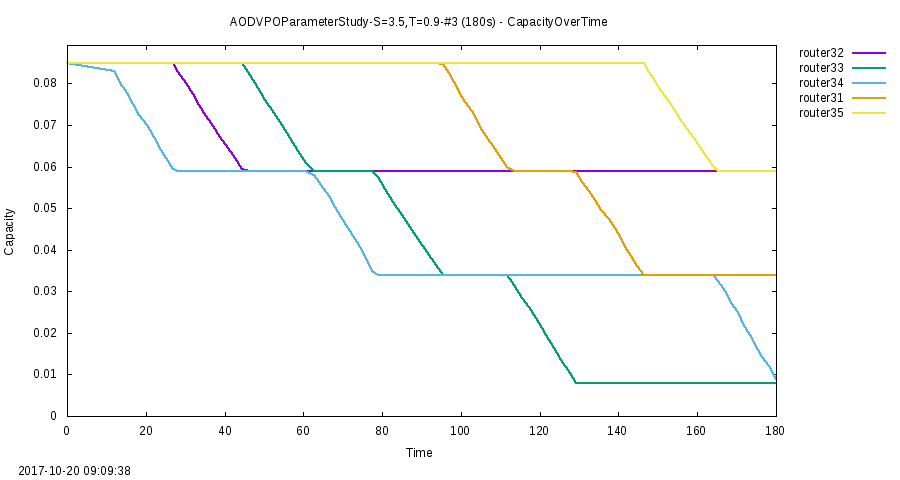 AODVPOParameterStudy-S=3.5,T=0.9-#3 (180s) - CapacityOverTime
router32
router33
router34
router31
router35
0.08
0.07
0.06
0.05
0.04
0.03
0.02
0.01
0
Capacity
0 20 40 60 80 100 120 140 160 180
Time
2017-10-20 09:09:38